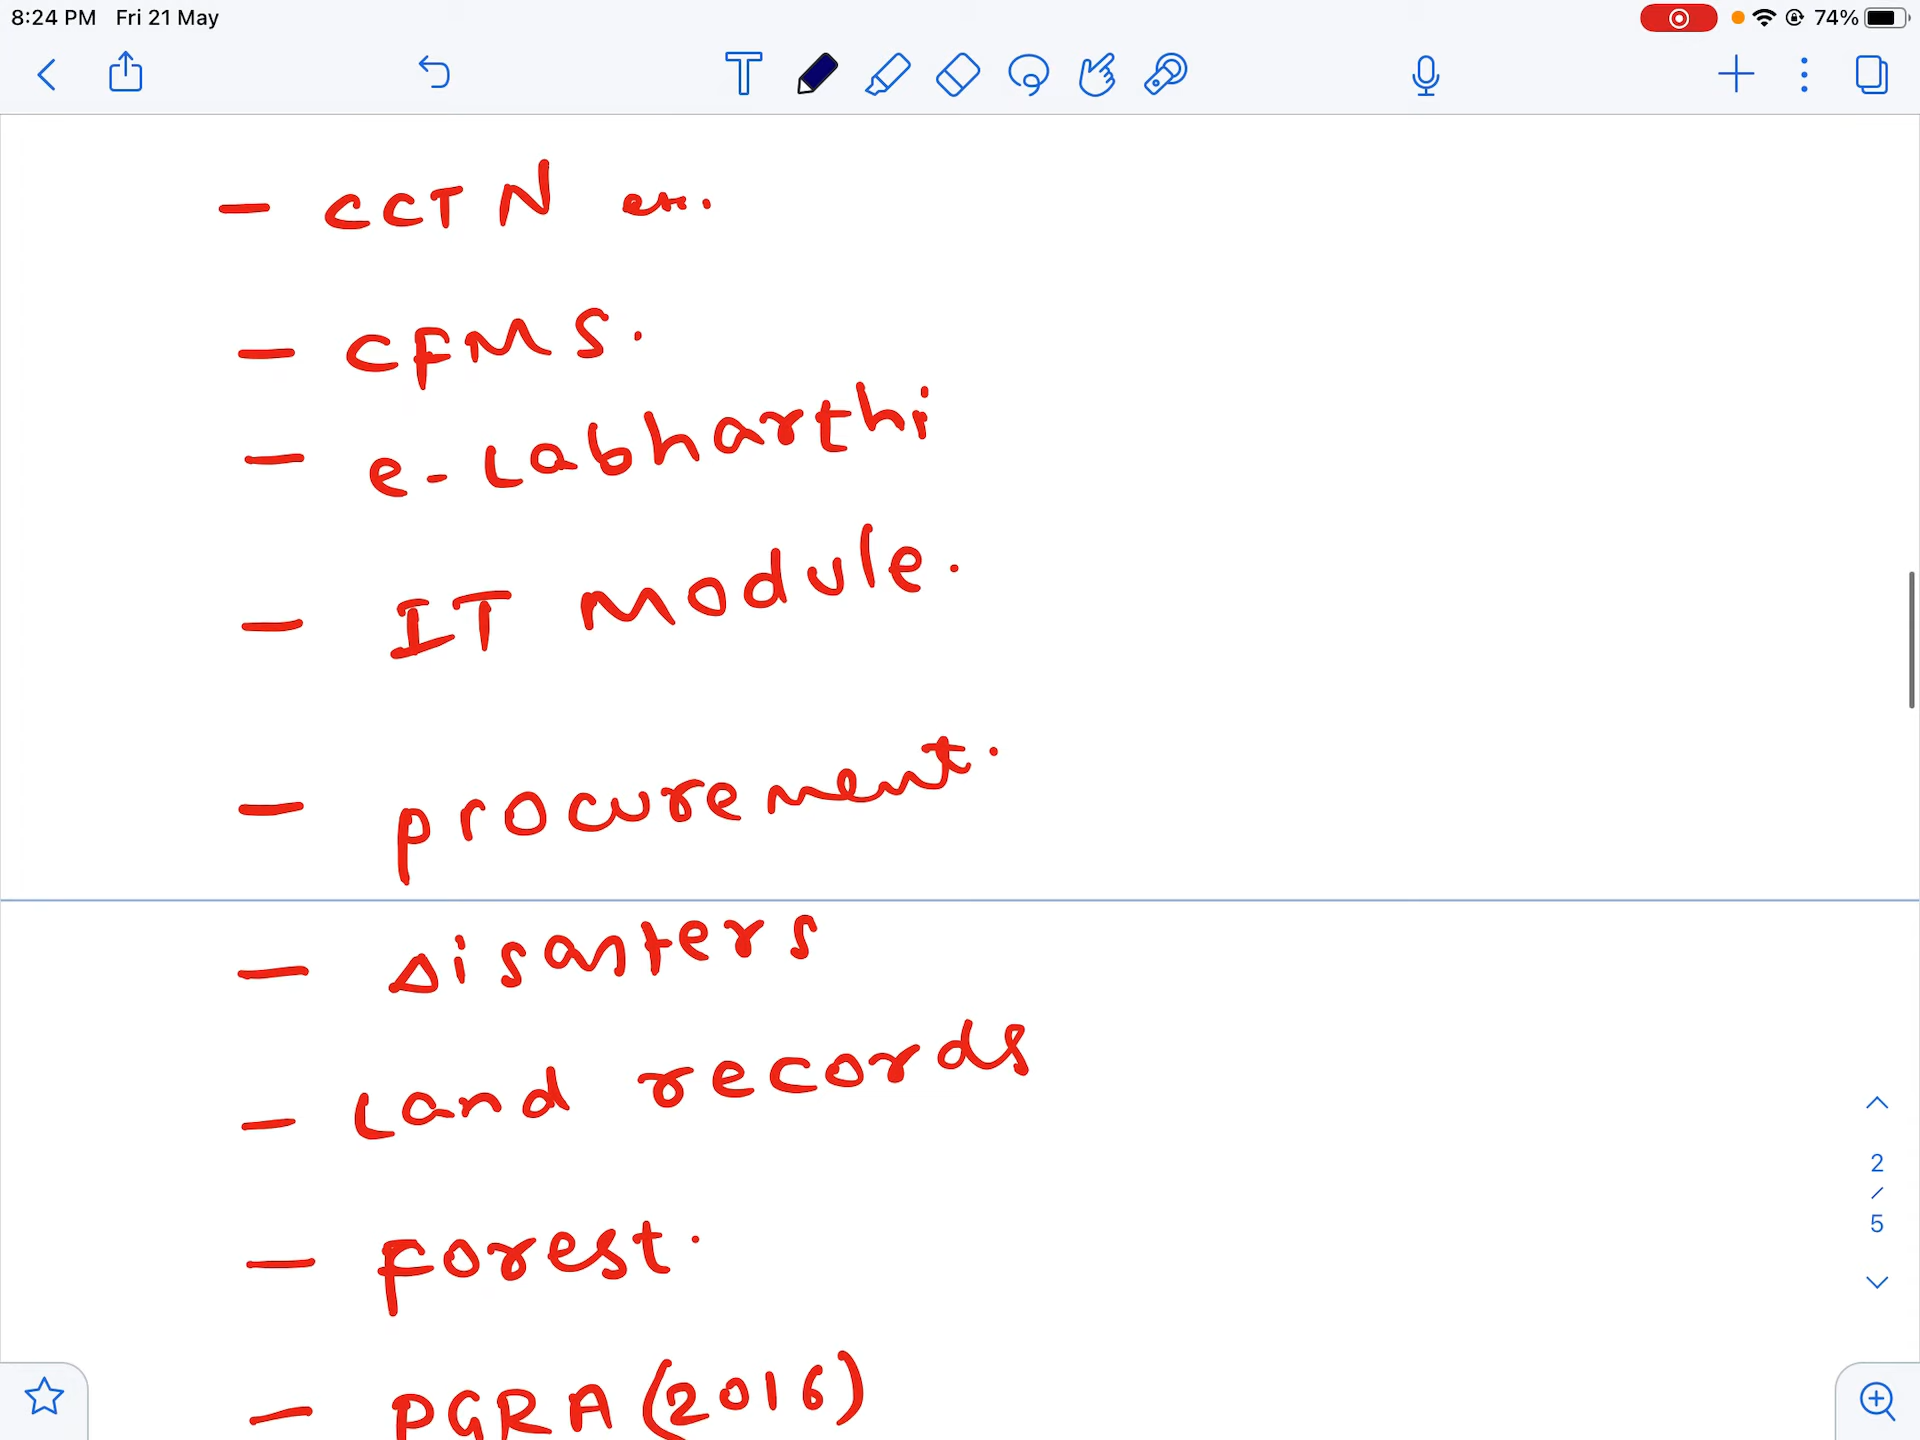 8:24 PM Fri 21 May 74%
- CCTN etc.
- CFMS.
- e-Labharthi
- IT Module.
- procurement.
- Disasters
- Land records
- Forest.
- PGRA (2016)
2
/
5